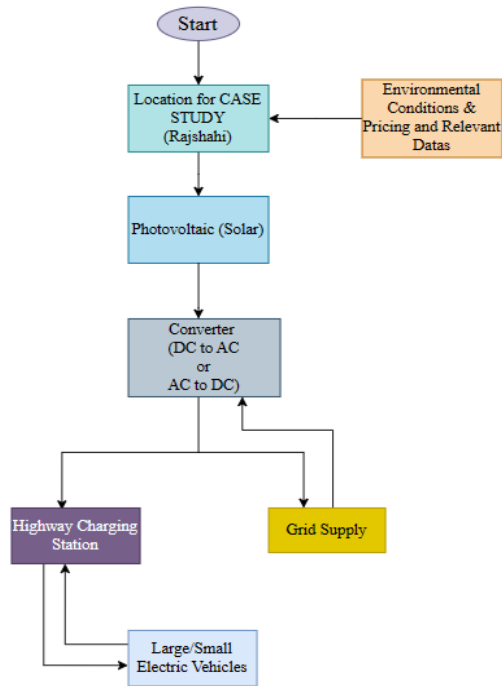 Start
Location for CASE
STUDY
(Rajshahi)
Environmental
Conditions &
Pricing and Relevant
Datas
Photovoltaic (Solar)
Converter
(DC to AC
or
AC to DC)
Highway Charging
Station
Grid Supply
Large/Small
Electric Vehicles